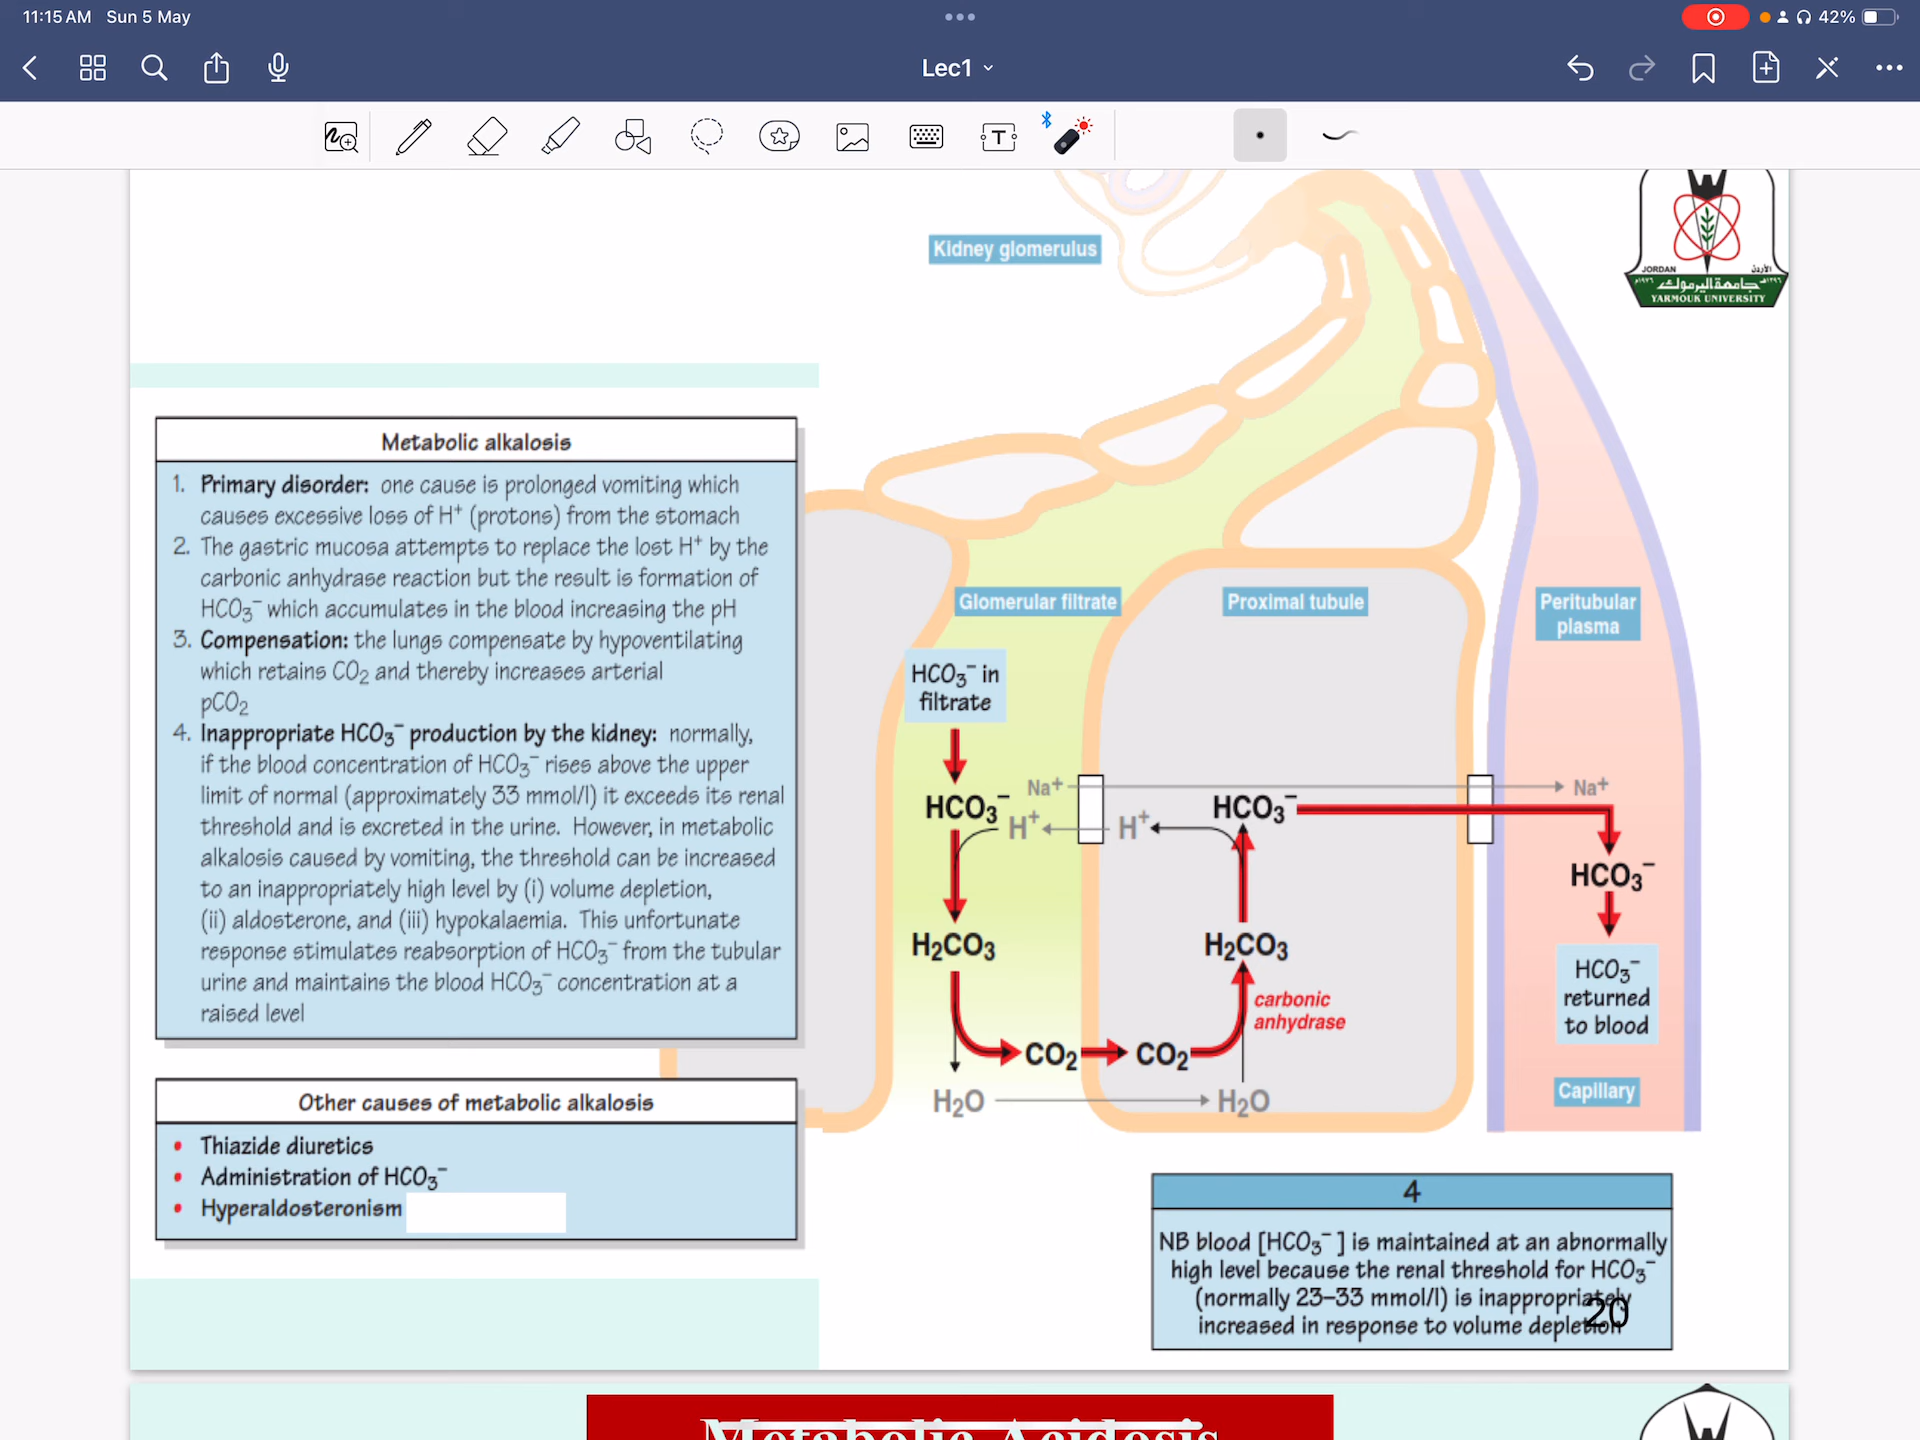 11:15 AM Sun 5 May
42%
Lec1
Kidney glomerulus
JORDAN الأردن
جامعة اليرموك
YARMOUK UNIVERSITY
Metabolic alkalosis
1. Primary disorder: one cause is prolonged vomiting which
causes excessive loss of H⁺ (protons) from the stomach
2. The gastric mucosa attempts to replace the lost H⁺ by the
carbonic anhydrase reaction but the result is formation of
HCO₃⁻ which accumulates in the blood increasing the pH
3. Compensation: the lungs compensate by hypoventilating
which retains CO₂ and thereby increases arterial
pCO₂
4. Inappropriate HCO₃⁻ production by the kidney: normally,
if the blood concentration of HCO₃⁻ rises above the upper
limit of normal (approximately 33 mmol/l) it exceeds its renal
threshold and is excreted in the urine. However, in metabolic
alkalosis caused by vomiting, the threshold can be increased
to an inappropriately high level by (i) volume depletion,
(ii) aldosterone, and (iii) hypokalaemia. This unfortunate
response stimulates reabsorption of HCO₃⁻ from the tubular
urine and maintains the blood HCO₃⁻ concentration at a
raised level
Other causes of metabolic alkalosis
• Thiazide diuretics
• Administration of HCO₃⁻
• Hyperaldosteronism
Glomerular filtrate
Proximal tubule
Peritubular
plasma
HCO₃⁻ in
filtrate
Na⁺
Na⁺
HCO₃⁻
H⁺
H⁺
HCO₃⁻
HCO₃⁻
H₂CO₃
H₂CO₃
carbonic
anhydrase
HCO₃⁻
returned
to blood
CO₂
CO₂
H₂O
H₂O
Capillary
4
NB blood [HCO₃⁻] is maintained at an abnormally
high level because the renal threshold for HCO₃⁻
(normally 23–33 mmol/l) is inappropriately
increased in response to volume depletion
20
Metabolic Acidosis